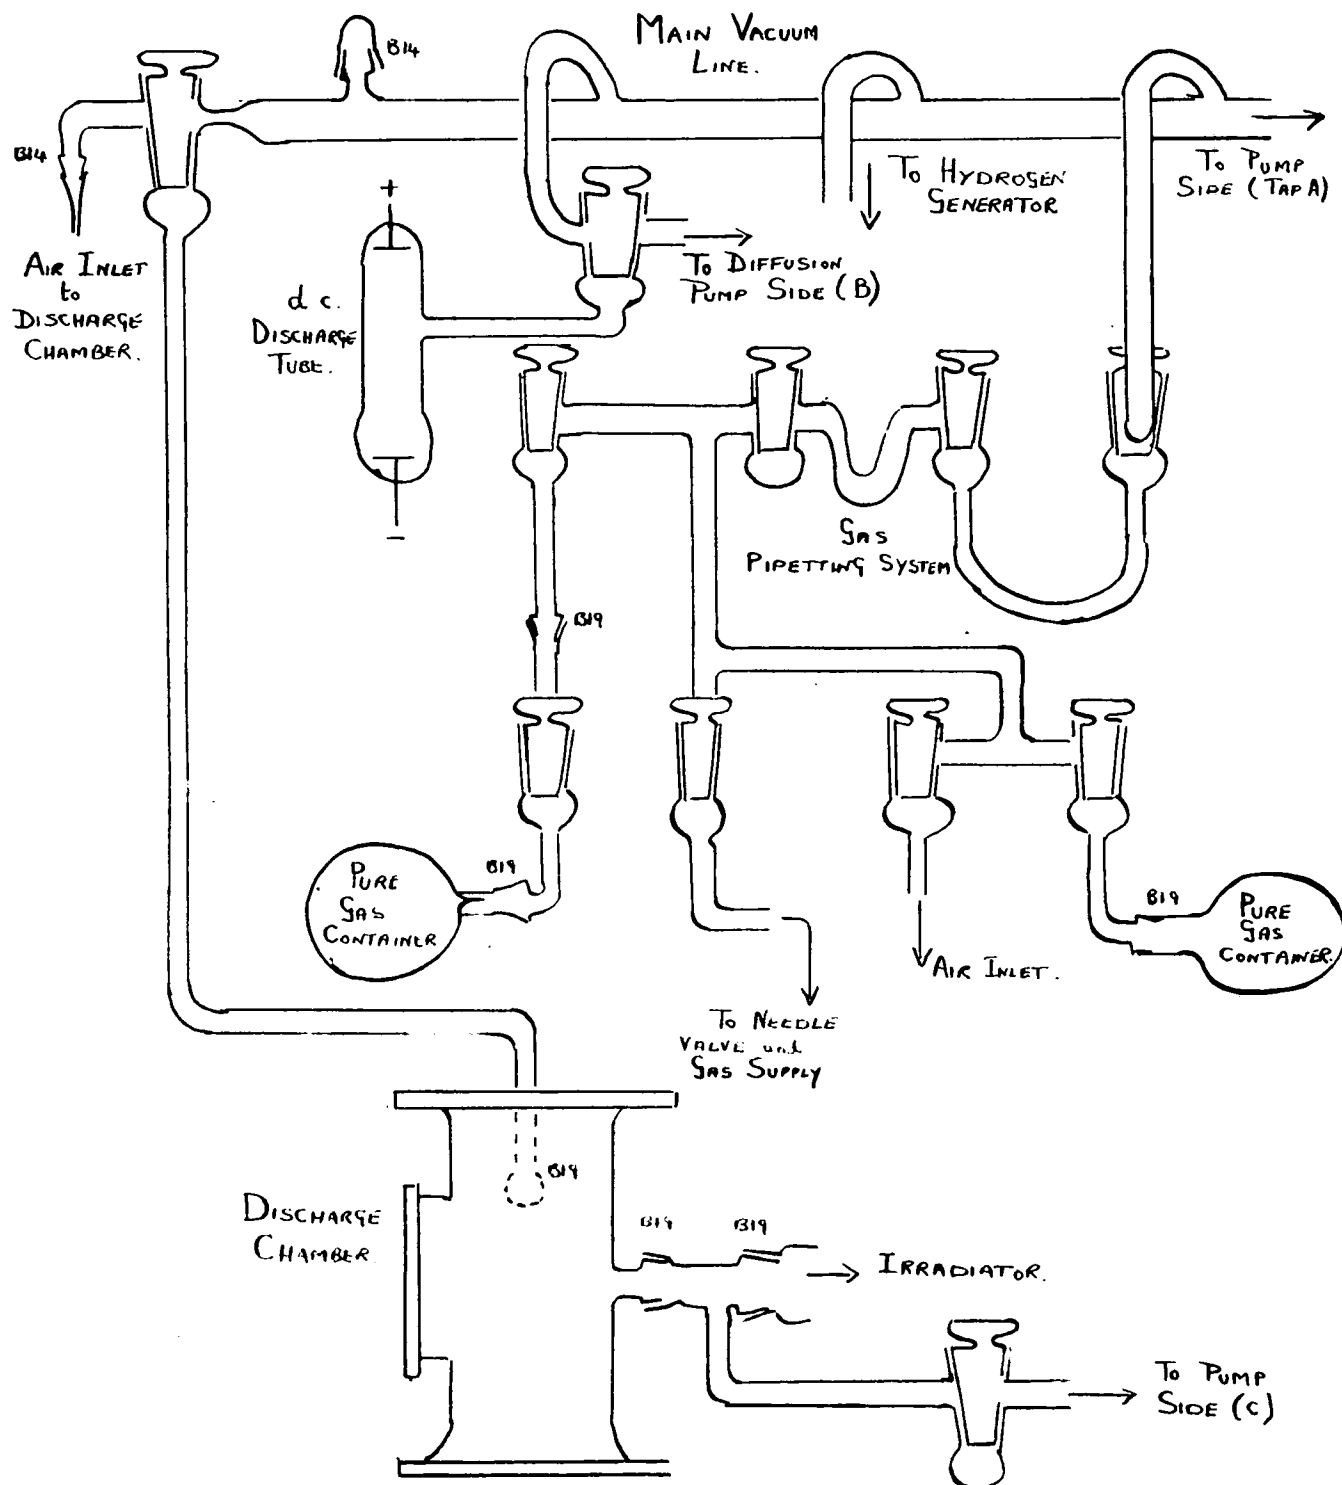 MAIN VACUUM
LINE.
B14
B14
TO PUMP
SIDE (TAP A)
TO HYDROGEN
GENERATOR
+
AIR INLET
to
DISCHARGE
CHAMBER.
TO DIFFUSION
PUMP SIDE (B)
d c.
DISCHARGE
TUBE.
-
GAS
PIPETTING SYSTEM
B19
PURE
GAS
CONTAINER
B19
B19
PURE
GAS
CONTAINER.
AIR INLET.
TO NEEDLE
VALVE and
GAS SUPPLY
B19
DISCHARGE
CHAMBER
B19
B19
IRRADIATOR.
TO PUMP
SIDE (C)